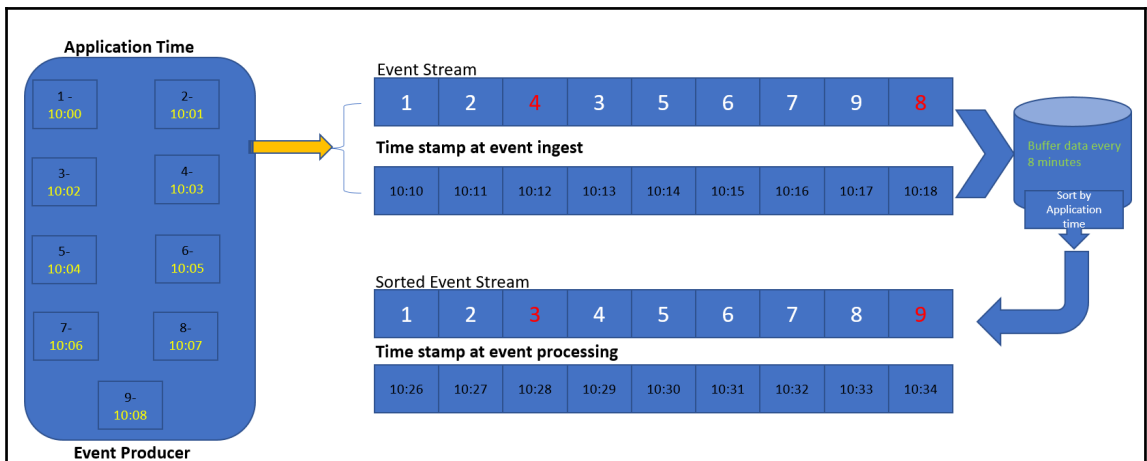 Application Time
1 -
10:00
2-
10:01
3-
10:02
4-
10:03
5-
10:04
6-
10:05
7-
10:06
8-
10:07
9-
10:08
Event Producer
Event Stream
1 2 4 3 5 6 7 9 8
Time stamp at event ingest
10:10 10:11 10:12 10:13 10:14 10:15 10:16 10:17 10:18
Buffer data every
8 minutes
Sort by
Application
time
Sorted Event Stream
1 2 3 4 5 6 7 8 9
Time stamp at event processing
10:26 10:27 10:28 10:29 10:30 10:31 10:32 10:33 10:34